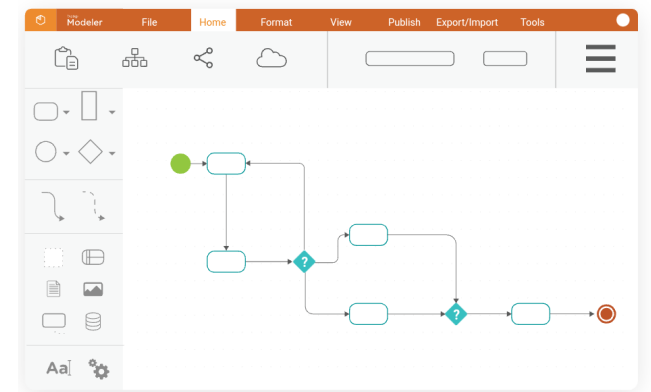 Modeler
File
Home
Format
View
Publish
Export/Import
Tools
?
?
Aa